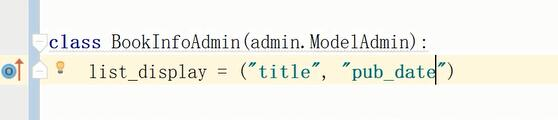 class BookInfoAdmin(admin.ModelAdmin):
    list_display = ("title", "pub_date")